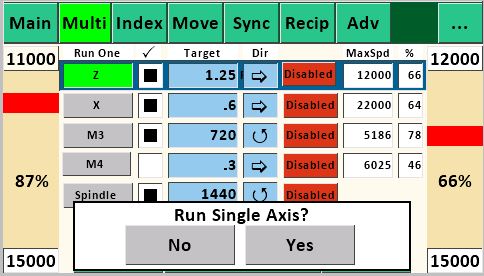 Main Multi Index Move Sync Recip Adv ...
11000 Run One ✓ Target Dir MaxSpd % 12000
Z 1.25 Disabled 12000 66
X .6 Disabled 22000 64
M3 720 Disabled 5186 78
M4 .3 Disabled 6025 46
87% 66%
Spindle 1440 Disabled
Run Single Axis?
No Yes
15000 15000